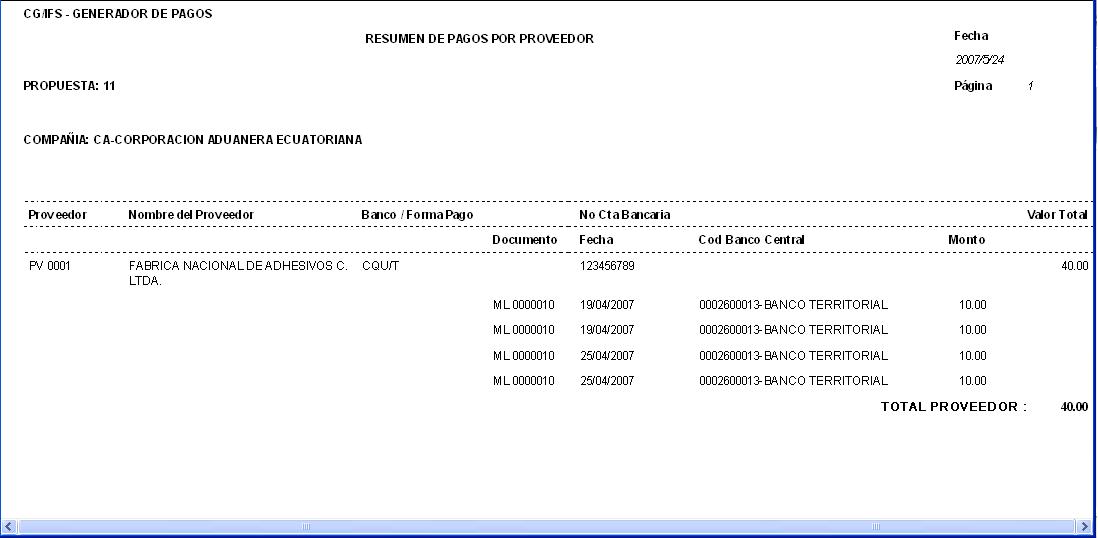 CG/IFS - GENERADOR DE PAGOS
RESUMEN DE PAGOS POR PROVEEDOR
Fecha
2007/5/24
PROPUESTA: 11
Página 1
COMPAÑIA: CA-CORPORACION ADUANERA ECUATORIANA
Proveedor Nombre del Proveedor Banco / Forma Pago No Cta Bancaria Valor Total
Documento Fecha Cod Banco Central Monto
PV 0001 FABRICA NACIONAL DE ADHESIVOS C. CQU/T 123456789 40.00
LTDA.
ML 0000010 19/04/2007 0002600013-BANCO TERRITORIAL 10.00
ML 0000010 19/04/2007 0002600013-BANCO TERRITORIAL 10.00
ML 0000010 25/04/2007 0002600013-BANCO TERRITORIAL 10.00
ML 0000010 25/04/2007 0002600013-BANCO TERRITORIAL 10.00
TOTAL PROVEEDOR : 40.00